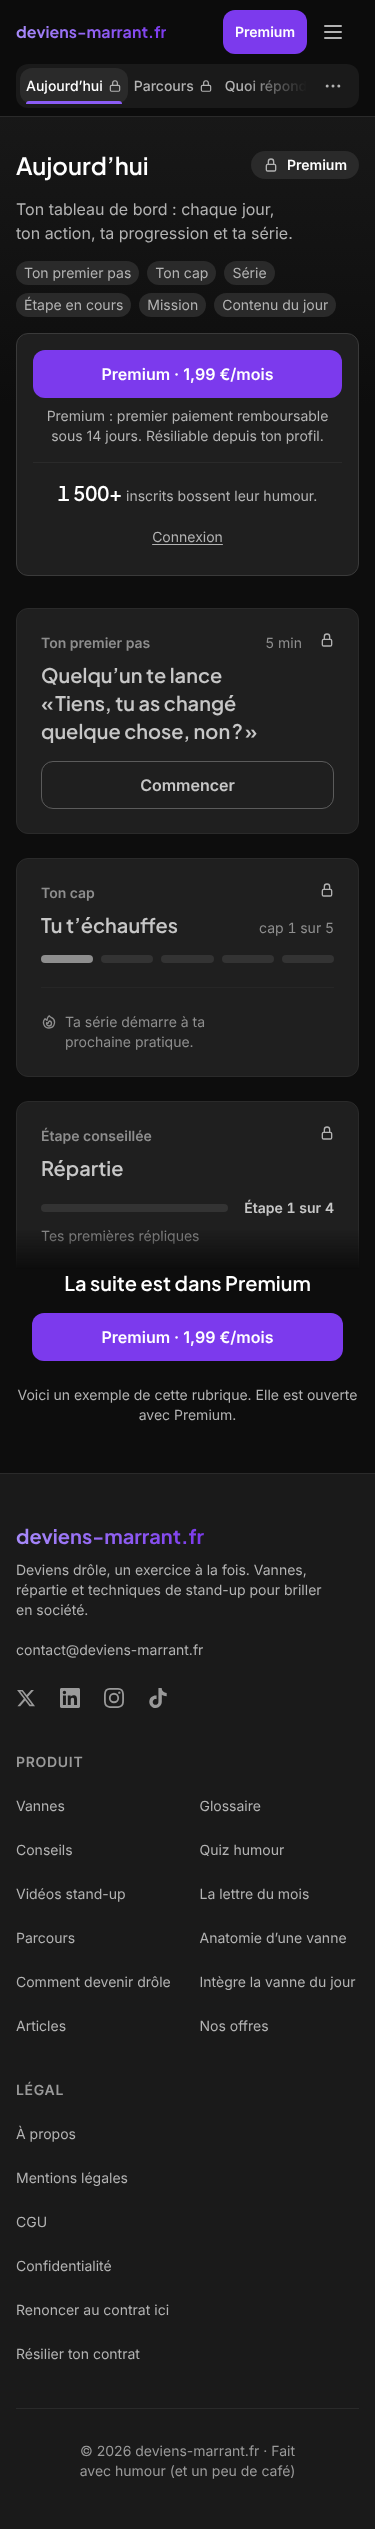 deviens-marrant.fr
Premium
Aujourd’hui
Parcours
Quoi répond
Aujourd’hui
Premium
Ton tableau de bord : chaque jour,
ton action, ta progression et ta série.
Ton premier pas
Ton cap
Série
Étape en cours
Mission
Contenu du jour
Premium · 1,99 €/mois
Premium : premier paiement remboursable
sous 14 jours. Résiliable depuis ton profil.
1 500+ inscrits bossent leur humour.
Connexion
Ton premier pas
5 min
Quelqu’un te lance
« Tiens, tu as changé
quelque chose, non ? »
Commencer
Ton cap
Tu t’échauffes
cap 1 sur 5
Ta série démarre à ta
prochaine pratique.
Étape conseillée
Répartie
Étape 1 sur 4
Tes premières répliques
La suite est dans Premium
Premium · 1,99 €/mois
Voici un exemple de cette rubrique. Elle est ouverte
avec Premium.
deviens-marrant.fr
Deviens drôle, un exercice à la fois. Vannes,
répartie et techniques de stand-up pour briller
en société.
contact@deviens-marrant.fr
PRODUIT
Vannes
Glossaire
Conseils
Quiz humour
Vidéos stand-up
La lettre du mois
Parcours
Anatomie d’une vanne
Comment devenir drôle
Intègre la vanne du jour
Articles
Nos offres
LÉGAL
À propos
Mentions légales
CGU
Confidentialité
Renoncer au contrat ici
Résilier ton contrat
© 2026 deviens-marrant.fr · Fait
avec humour (et un peu de café)